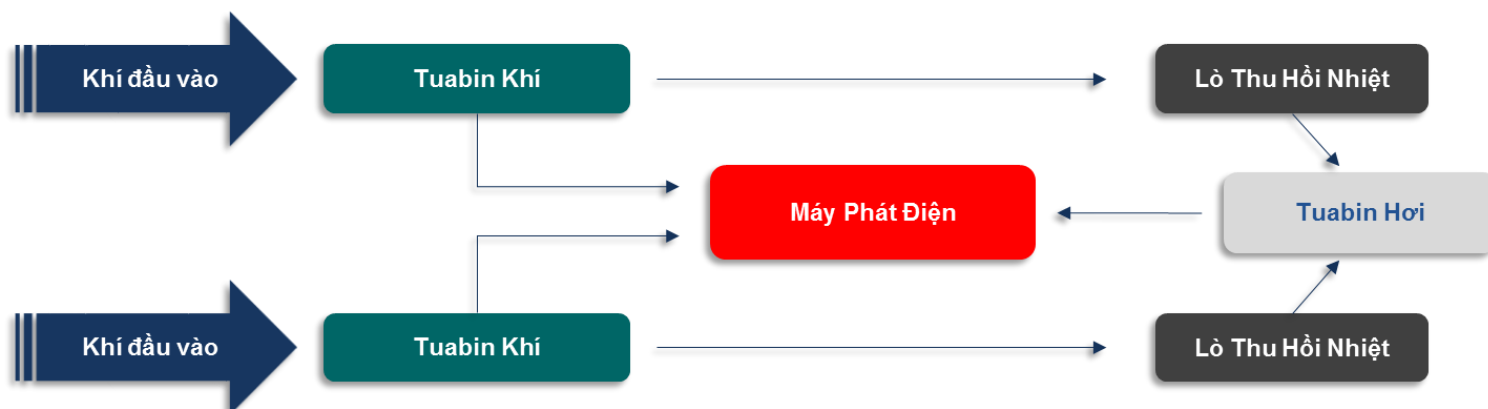 Khí đầu vào
Tuabin Khí
Lò Thu Hồi Nhiệt
Máy Phát Điện
Tuabin Hơi
Khí đầu vào
Tuabin Khí
Lò Thu Hồi Nhiệt